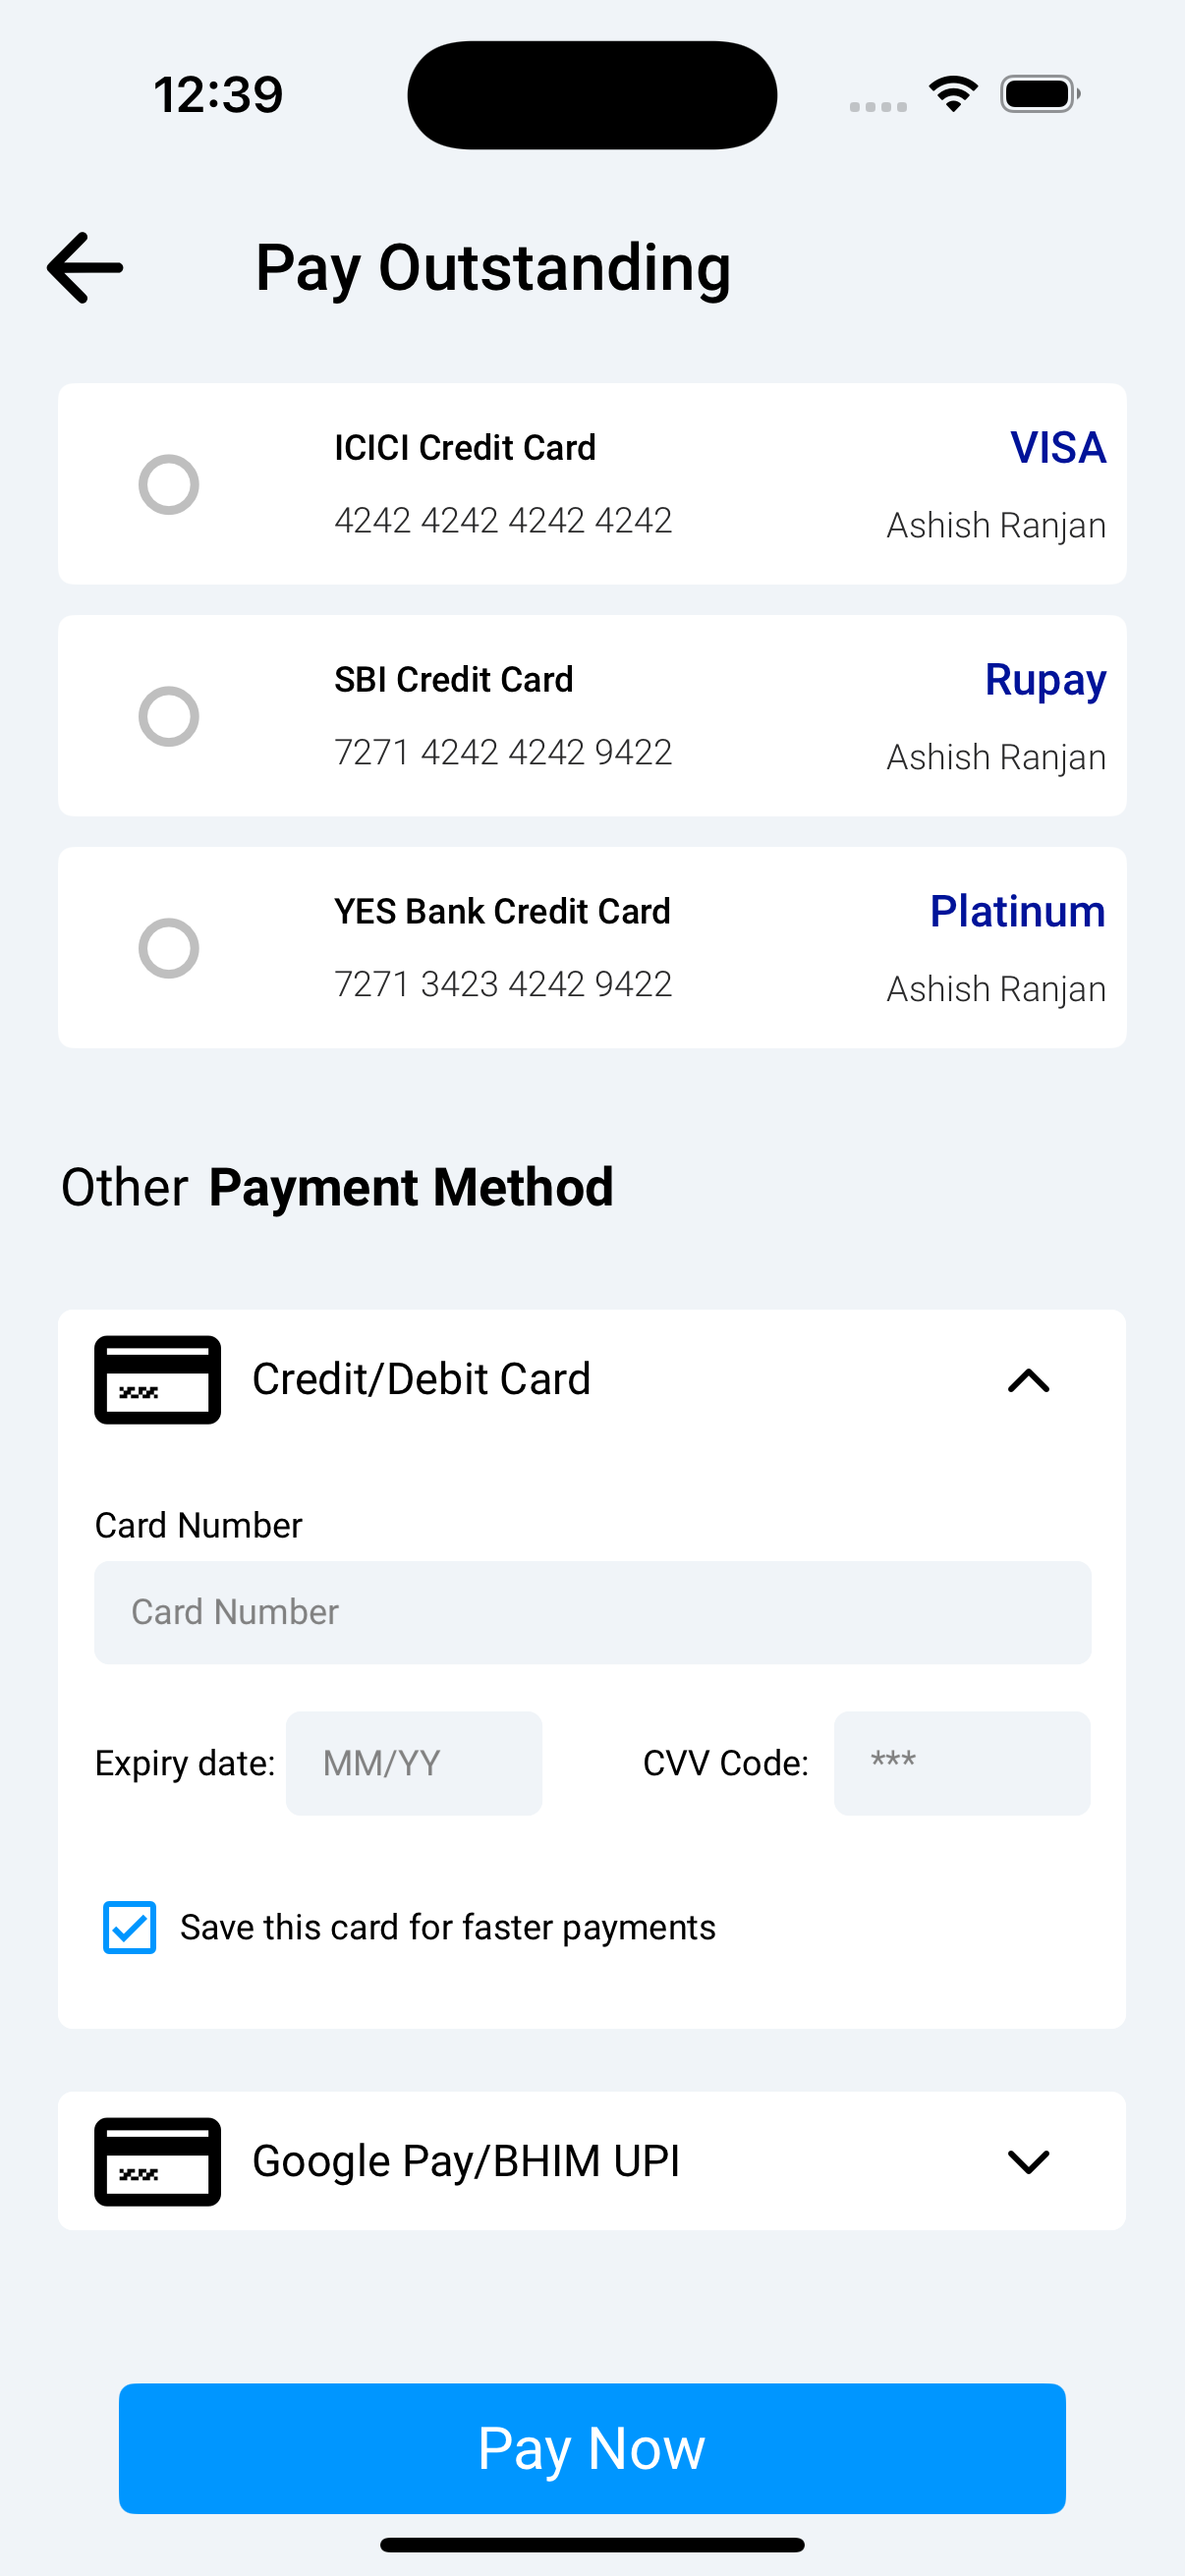 12:39
Pay Outstanding
ICICI Credit Card
VISA
4242 4242 4242 4242
Ashish Ranjan
SBI Credit Card
Rupay
7271 4242 4242 9422
Ashish Ranjan
YES Bank Credit Card
Platinum
7271 3423 4242 9422
Ashish Ranjan
Other Payment Method
Credit/Debit Card
Card Number
Card Number
Expiry date: MM/YY CVV Code: ***
Save this card for faster payments
Google Pay/BHIM UPI
Pay Now